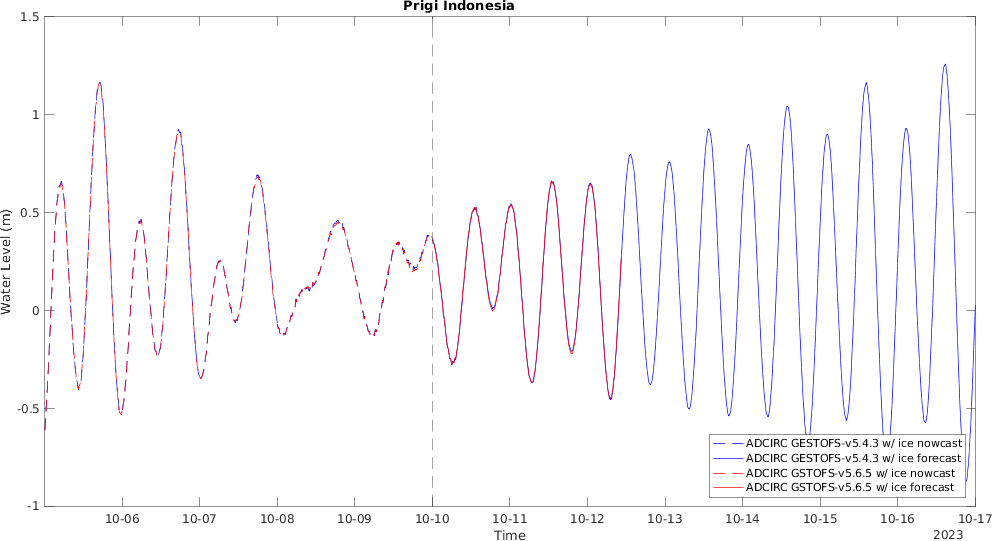 Prigi Indonesia
1.5
1
0.5
0
-0.5
-1
Water Level (m)
ADCIRC GESTOFS-v5.4.3 w/ ice nowcast
ADCIRC GESTOFS-v5.4.3 w/ ice forecast
ADCIRC GSTOFS-v5.6.5 w/ ice nowcast
ADCIRC GSTOFS-v5.6.5 w/ ice forecast
10-06 10-07 10-08 10-09 10-10 10-11 10-12 10-13 10-14 10-15 10-16 10-17
Time
2023